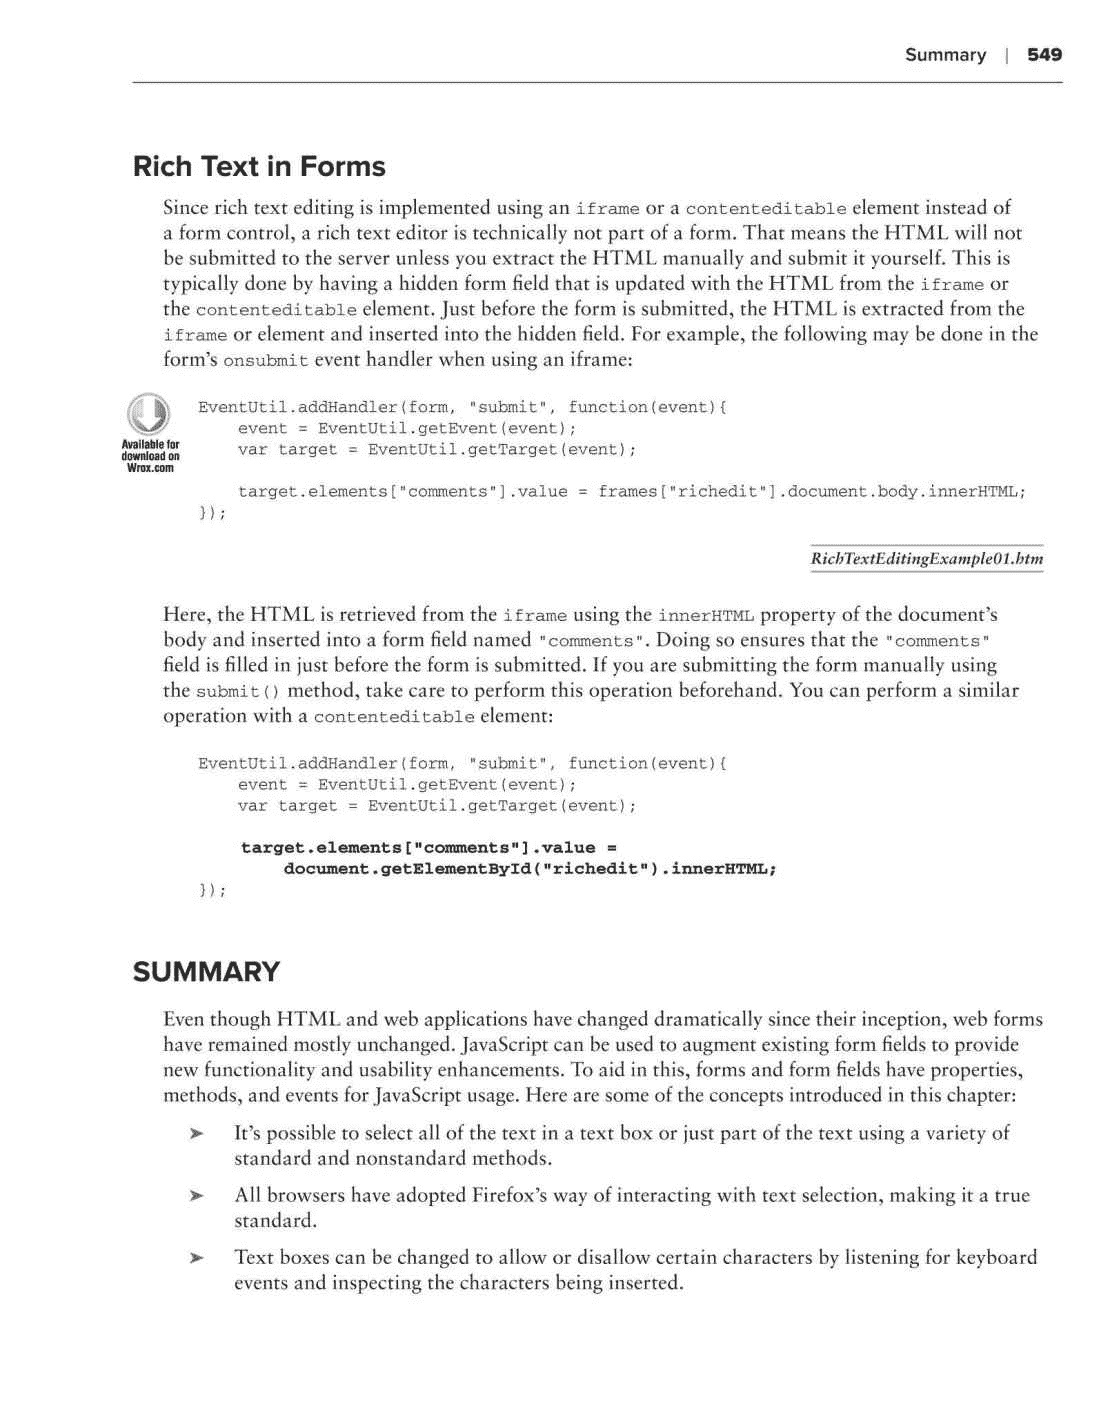 Summary | 549
Rich Text in Forms
Since rich text editing is implemented using an iframe or a contenteditable element instead of
a form control, a rich text editor is technically not part of a form. That means the HTML will not
be submitted to the server unless you extract the HTML manually and submit it yourself. This is
typically done by having a hidden form field that is updated with the HTML from the iframe or
the contenteditable element. Just before the form is submitted, the HTML is extracted from the
iframe or element and inserted into the hidden field. For example, the following may be done in the
form's onsubmit event handler when using an iframe:
Available for
download on
Wrox.com
EventUtil.addHandler(form, "submit", function(event){
    event = EventUtil.getEvent(event);
    var target = EventUtil.getTarget(event);
    target.elements["comments"].value = frames["richedit"].document.body.innerHTML;
});
RichTextEditingExample01.htm
Here, the HTML is retrieved from the iframe using the innerHTML property of the document's
body and inserted into a form field named "comments". Doing so ensures that the "comments"
field is filled in just before the form is submitted. If you are submitting the form manually using
the submit() method, take care to perform this operation beforehand. You can perform a similar
operation with a contenteditable element:
EventUtil.addHandler(form, "submit", function(event){
    event = EventUtil.getEvent(event);
    var target = EventUtil.getTarget(event);
    target.elements["comments"].value =
        document.getElementById("richedit").innerHTML;
});
SUMMARY
Even though HTML and web applications have changed dramatically since their inception, web forms
have remained mostly unchanged. JavaScript can be used to augment existing form fields to provide
new functionality and usability enhancements. To aid in this, forms and form fields have properties,
methods, and events for JavaScript usage. Here are some of the concepts introduced in this chapter:
➤ It's possible to select all of the text in a text box or just part of the text using a variety of
standard and nonstandard methods.
➤ All browsers have adopted Firefox's way of interacting with text selection, making it a true
standard.
➤ Text boxes can be changed to allow or disallow certain characters by listening for keyboard
events and inspecting the characters being inserted.